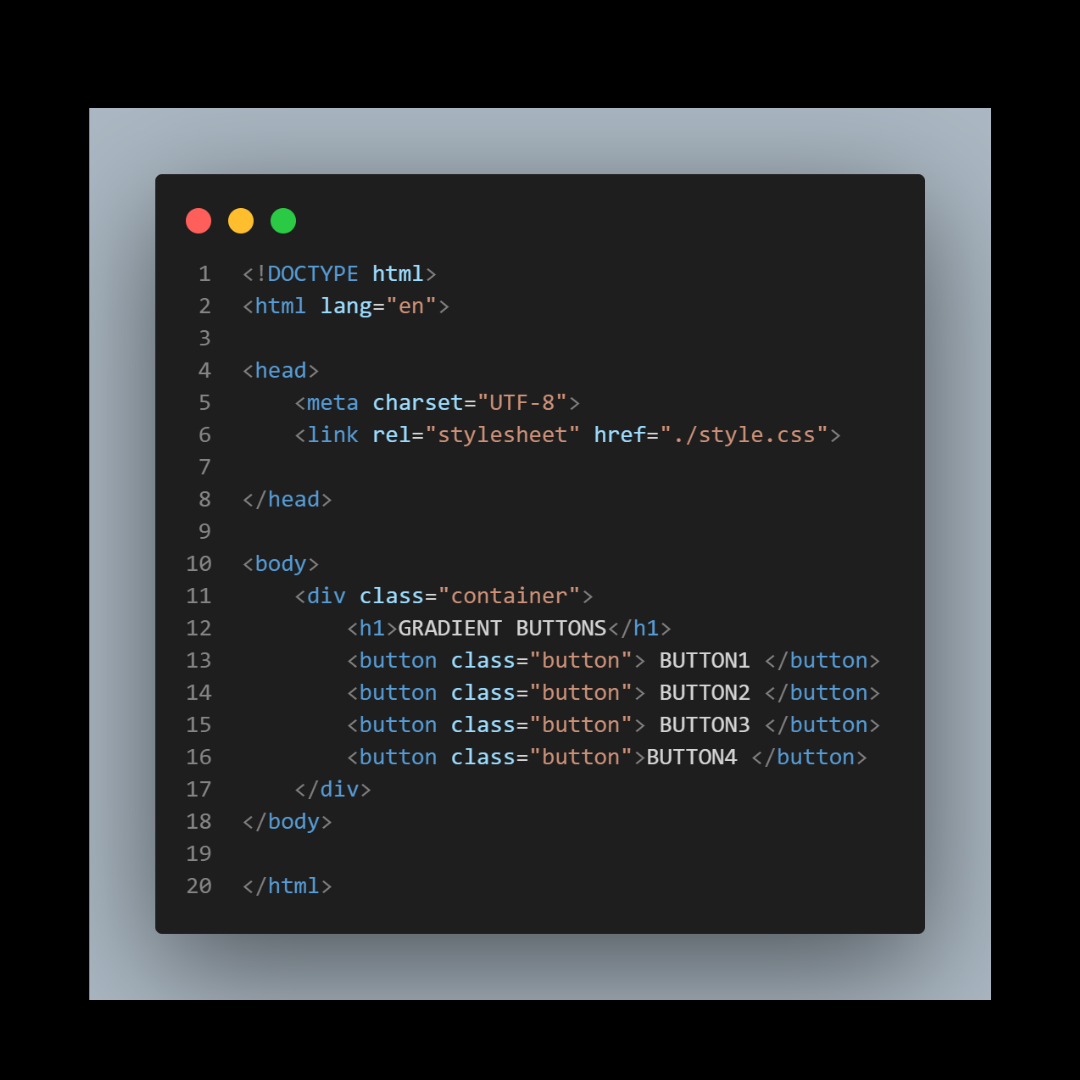 1 <!DOCTYPE html>
2 <html lang="en">
3
4 <head>
5     <meta charset="UTF-8">
6     <link rel="stylesheet" href="./style.css">
7
8 </head>
9
10 <body>
11     <div class="container">
12         <h1>GRADIENT BUTTONS</h1>
13         <button class="button"> BUTTON1 </button>
14         <button class="button"> BUTTON2 </button>
15         <button class="button"> BUTTON3 </button>
16         <button class="button">BUTTON4 </button>
17     </div>
18 </body>
19
20 </html>